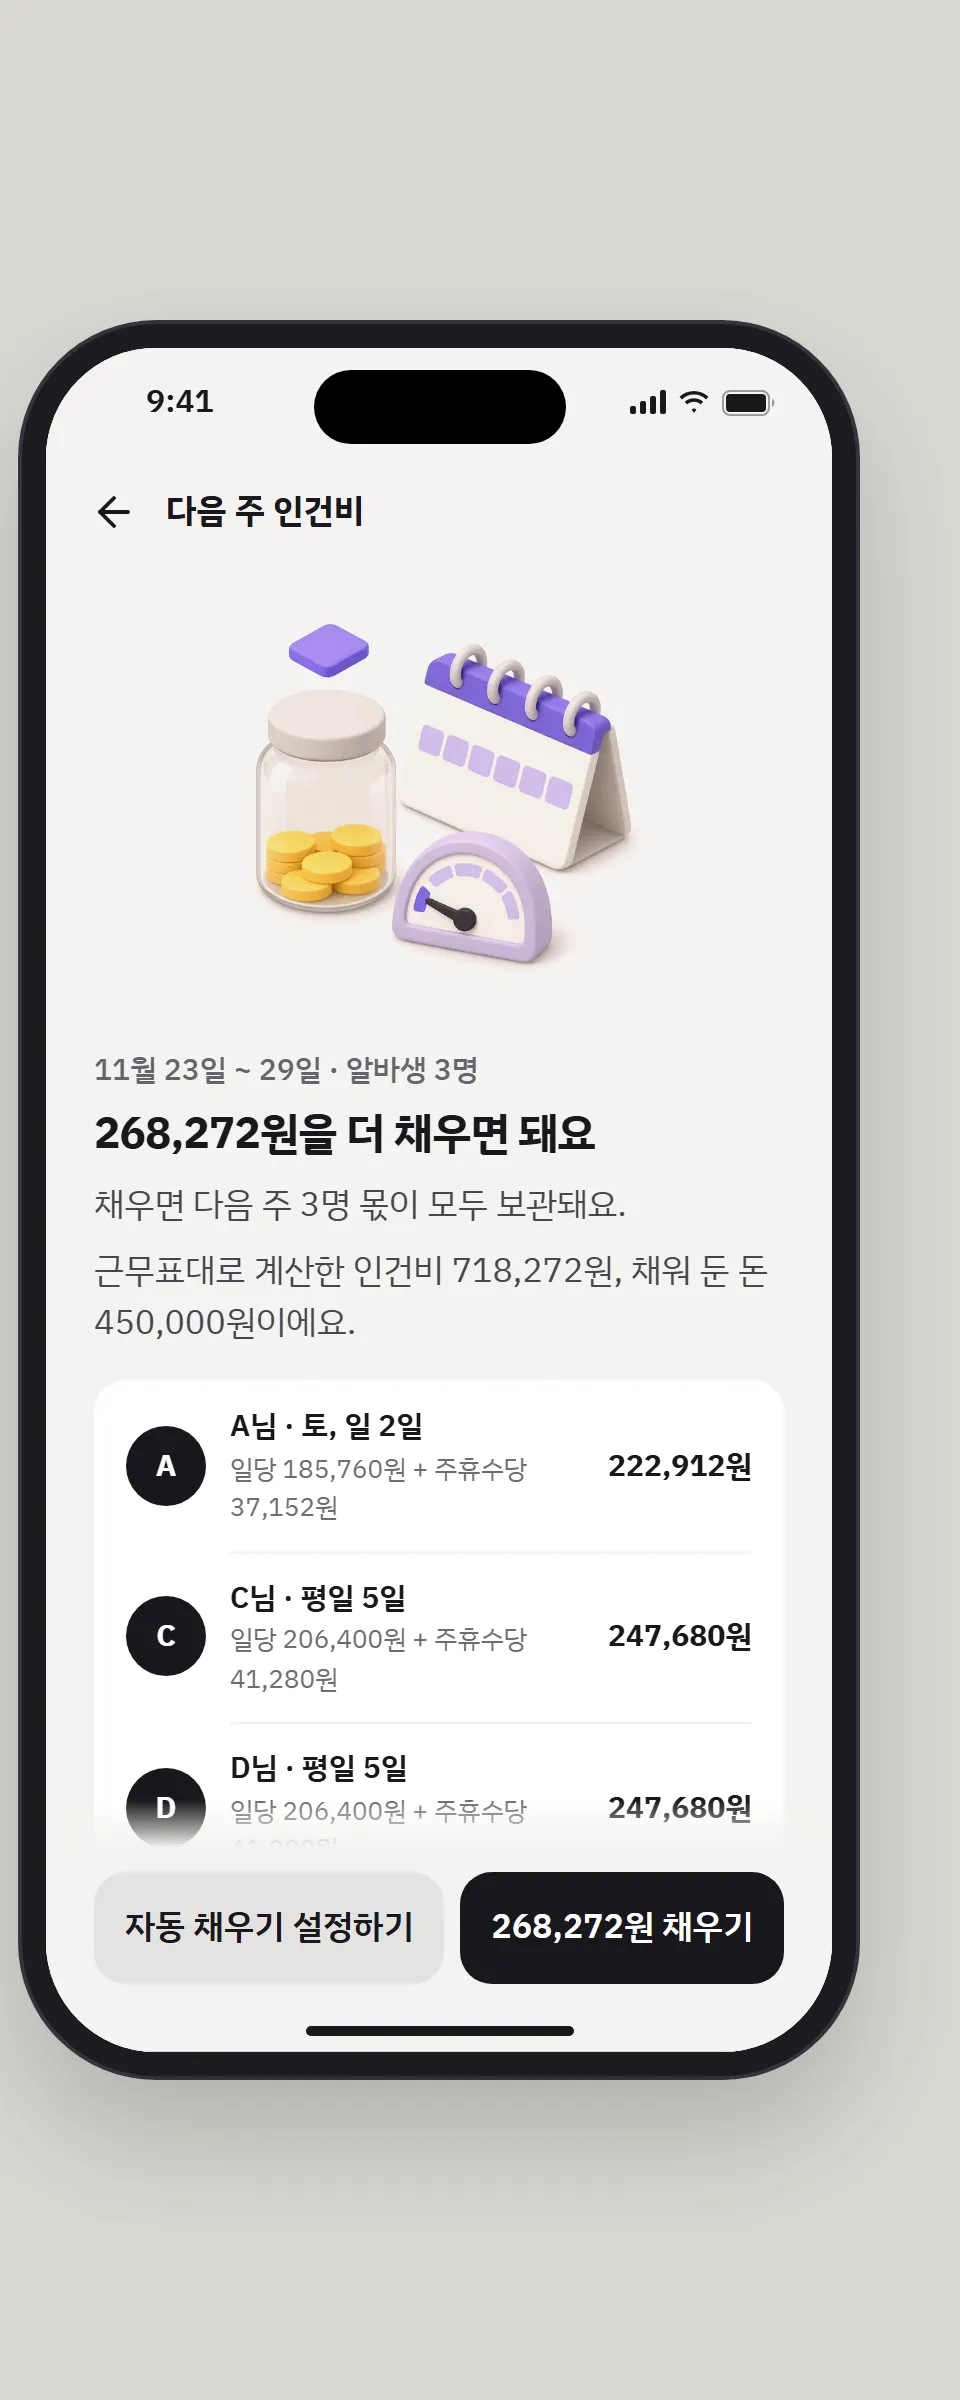 9:41
다음 주 인건비
11월 23일 ~ 29일 · 알바생 3명
268,272원을 더 채우면 돼요
채우면 다음 주 3명 몫이 모두 보관돼요.
근무표대로 계산한 인건비 718,272원, 채워 둔 돈
450,000원이에요.
A
A님 · 토, 일 2일
일당 185,760원 + 주휴수당
37,152원
222,912원
C
C님 · 평일 5일
일당 206,400원 + 주휴수당
41,280원
247,680원
D
D님 · 평일 5일
일당 206,400원 + 주휴수당
247,680원
자동 채우기 설정하기
268,272원 채우기